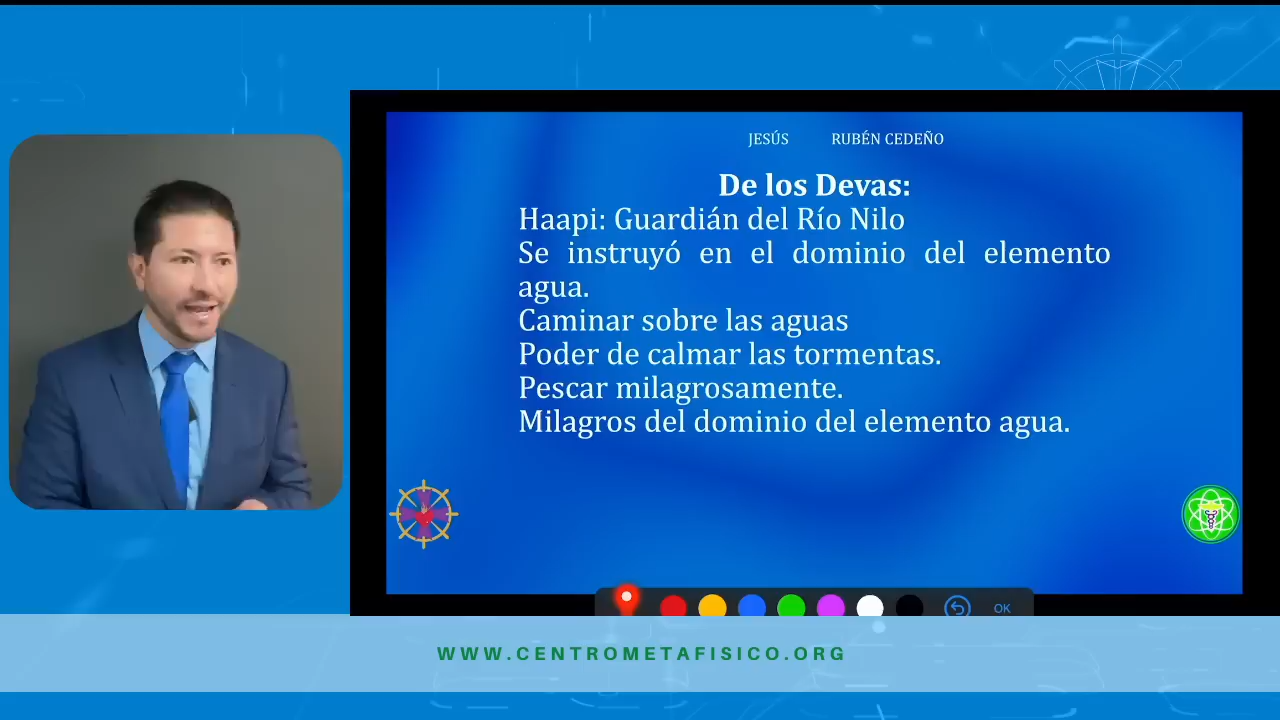 JESÚS RUBÉN CEDEÑO
De los Devas:
Haapi: Guardián del Río Nilo
Se instruyó en el dominio del elemento
agua.
Caminar sobre las aguas
Poder de calmar las tormentas.
Pescar milagrosamente.
Milagros del dominio del elemento agua.
OK
WWW.CENTROMETAFISICO.ORG